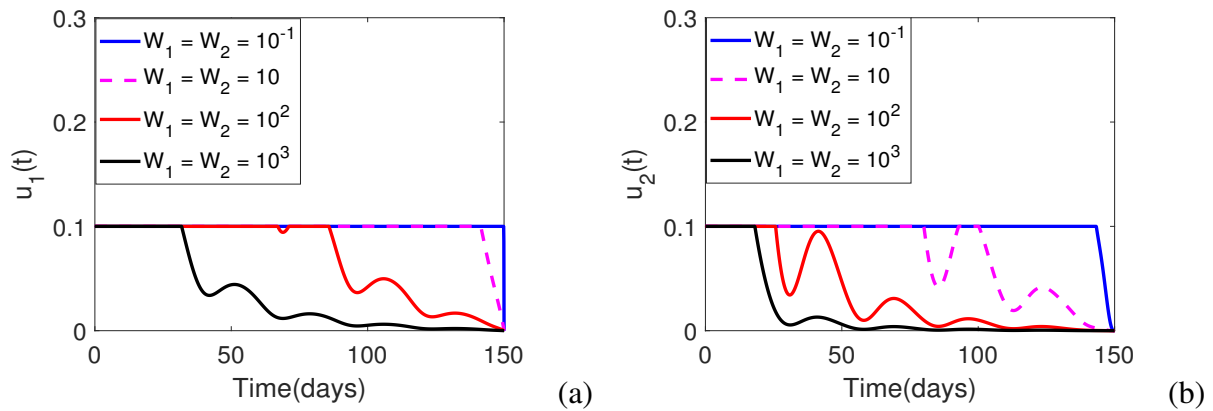 0.3
0.2
0.1
0
u₁(t)
W₁ = W₂ = 10⁻¹
W₁ = W₂ = 10
W₁ = W₂ = 10²
W₁ = W₂ = 10³
0 50 100 150
Time(days)
(a)
0.3
0.2
0.1
0
u₂(t)
W₁ = W₂ = 10⁻¹
W₁ = W₂ = 10
W₁ = W₂ = 10²
W₁ = W₂ = 10³
0 50 100 150
Time(days)
(b)